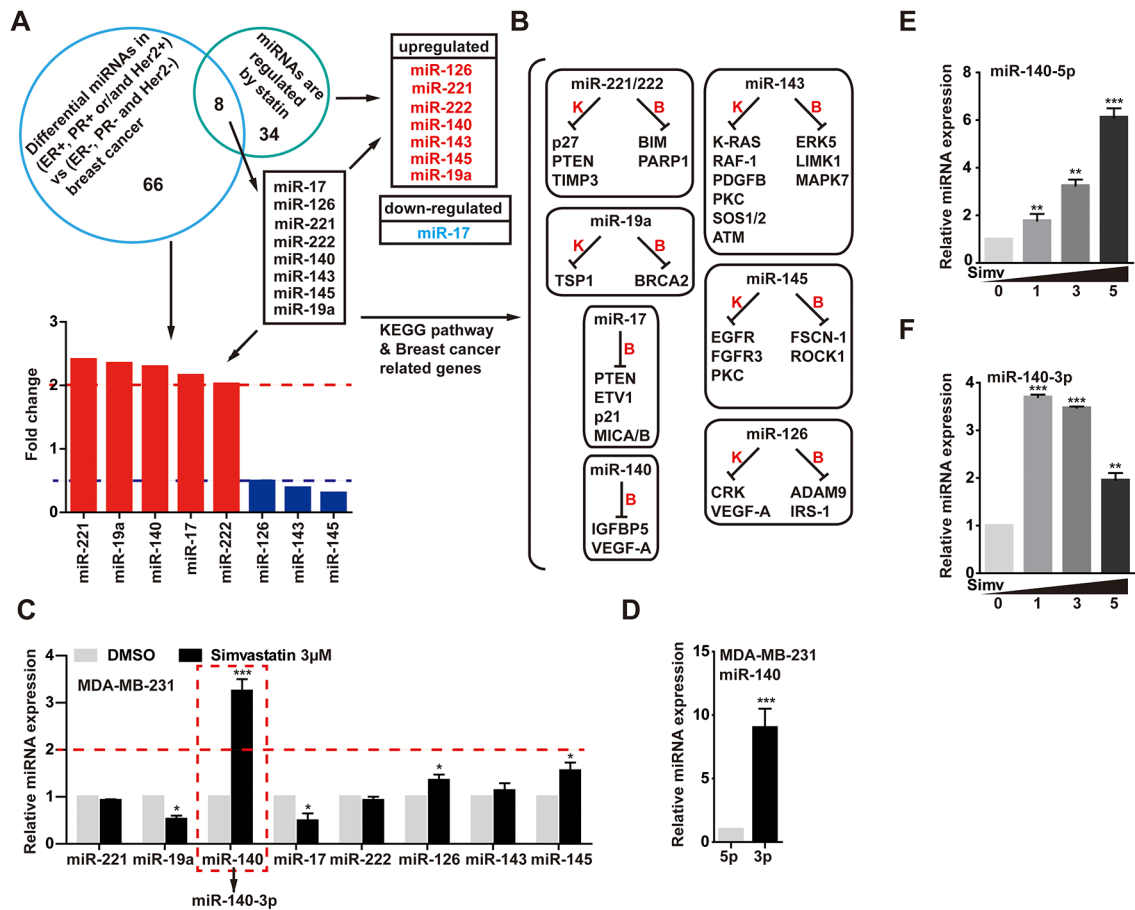 A
Differential miRNAs in
(ER+, PR+ or/and Her2+)
vs (ER-, PR- and Her2-)
breast cancer
66
8
miRNAs are
regulated
by statin
34
upregulated
miR-126
miR-221
miR-222
miR-140
miR-143
miR-145
miR-19a
down-regulated
miR-17
miR-17
miR-126
miR-221
miR-222
miR-140
miR-143
miR-145
miR-19a
KEGG pathway
& Breast cancer
related genes
Fold change
3
2
1
0
miR-221
miR-19a
miR-140
miR-17
miR-222
miR-126
miR-143
miR-145
B
miR-221/222
K B
p27 BIM
PTEN PARP1
TIMP3
miR-19a
K B
TSP1 BRCA2
miR-17
B
PTEN
ETV1
p21
MICA/B
miR-140
B
IGFBP5
VEGF-A
miR-143
K B
K-RAS ERK5
RAF-1 LIMK1
PDGFB MAPK7
PKC
SOS1/2
ATM
miR-145
K B
EGFR FSCN-1
FGFR3 ROCK1
PKC
miR-126
K B
CRK ADAM9
VEGF-A IRS-1
C
DMSO Simvastatin 3μM
MDA-MB-231
Relative miRNA expression
4
3
2
1
0
* *** * * *
miR-221 miR-19a miR-140 miR-17 miR-222 miR-126 miR-143 miR-145
miR-140-3p
D
MDA-MB-231
miR-140
Relative miRNA expression
15
10
5
0
***
5p 3p
E
miR-140-5p
Relative miRNA expression
8
6
4
2
0
** ** ***
Simv
0 1 3 5
F
miR-140-3p
Relative miRNA expression
4
3
2
1
0
*** *** **
Simv
0 1 3 5